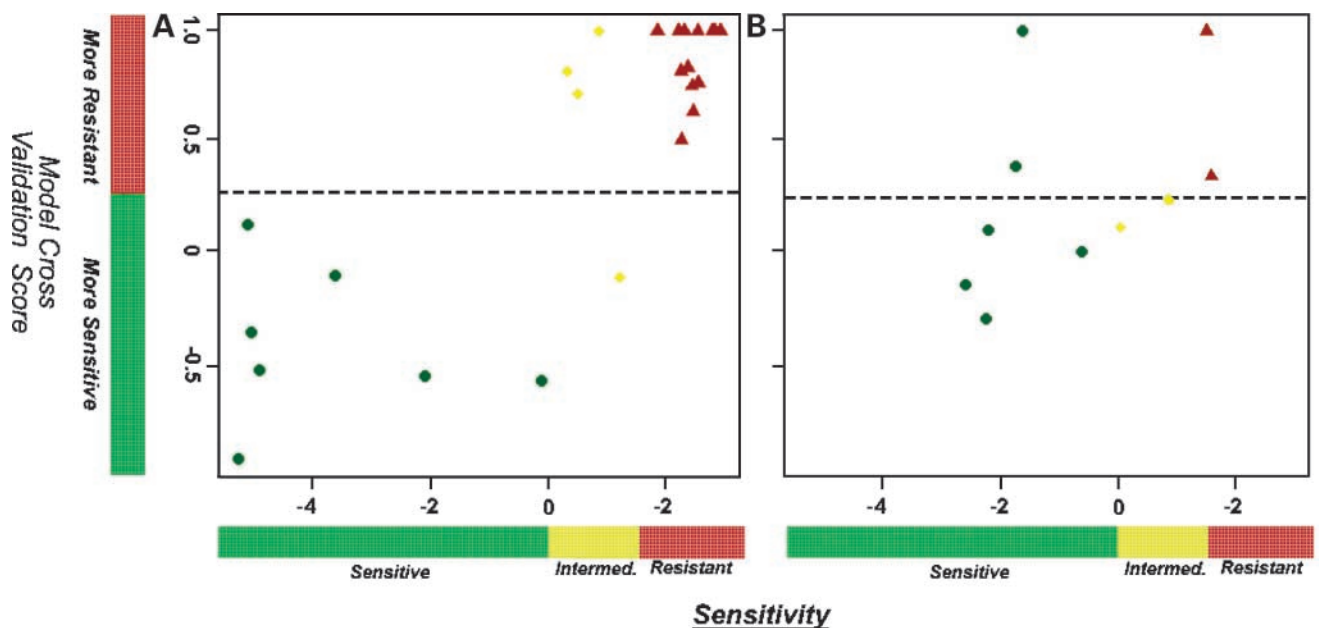 A
B
More Resistant
More Sensitive
Model Cross
Validation Score
1.0
0.5
0
-0.5
-4
-2
0
-2
-4
-2
0
-2
Sensitive
Intermed.
Resistant
Sensitive
Intermed.
Resistant
Sensitivity